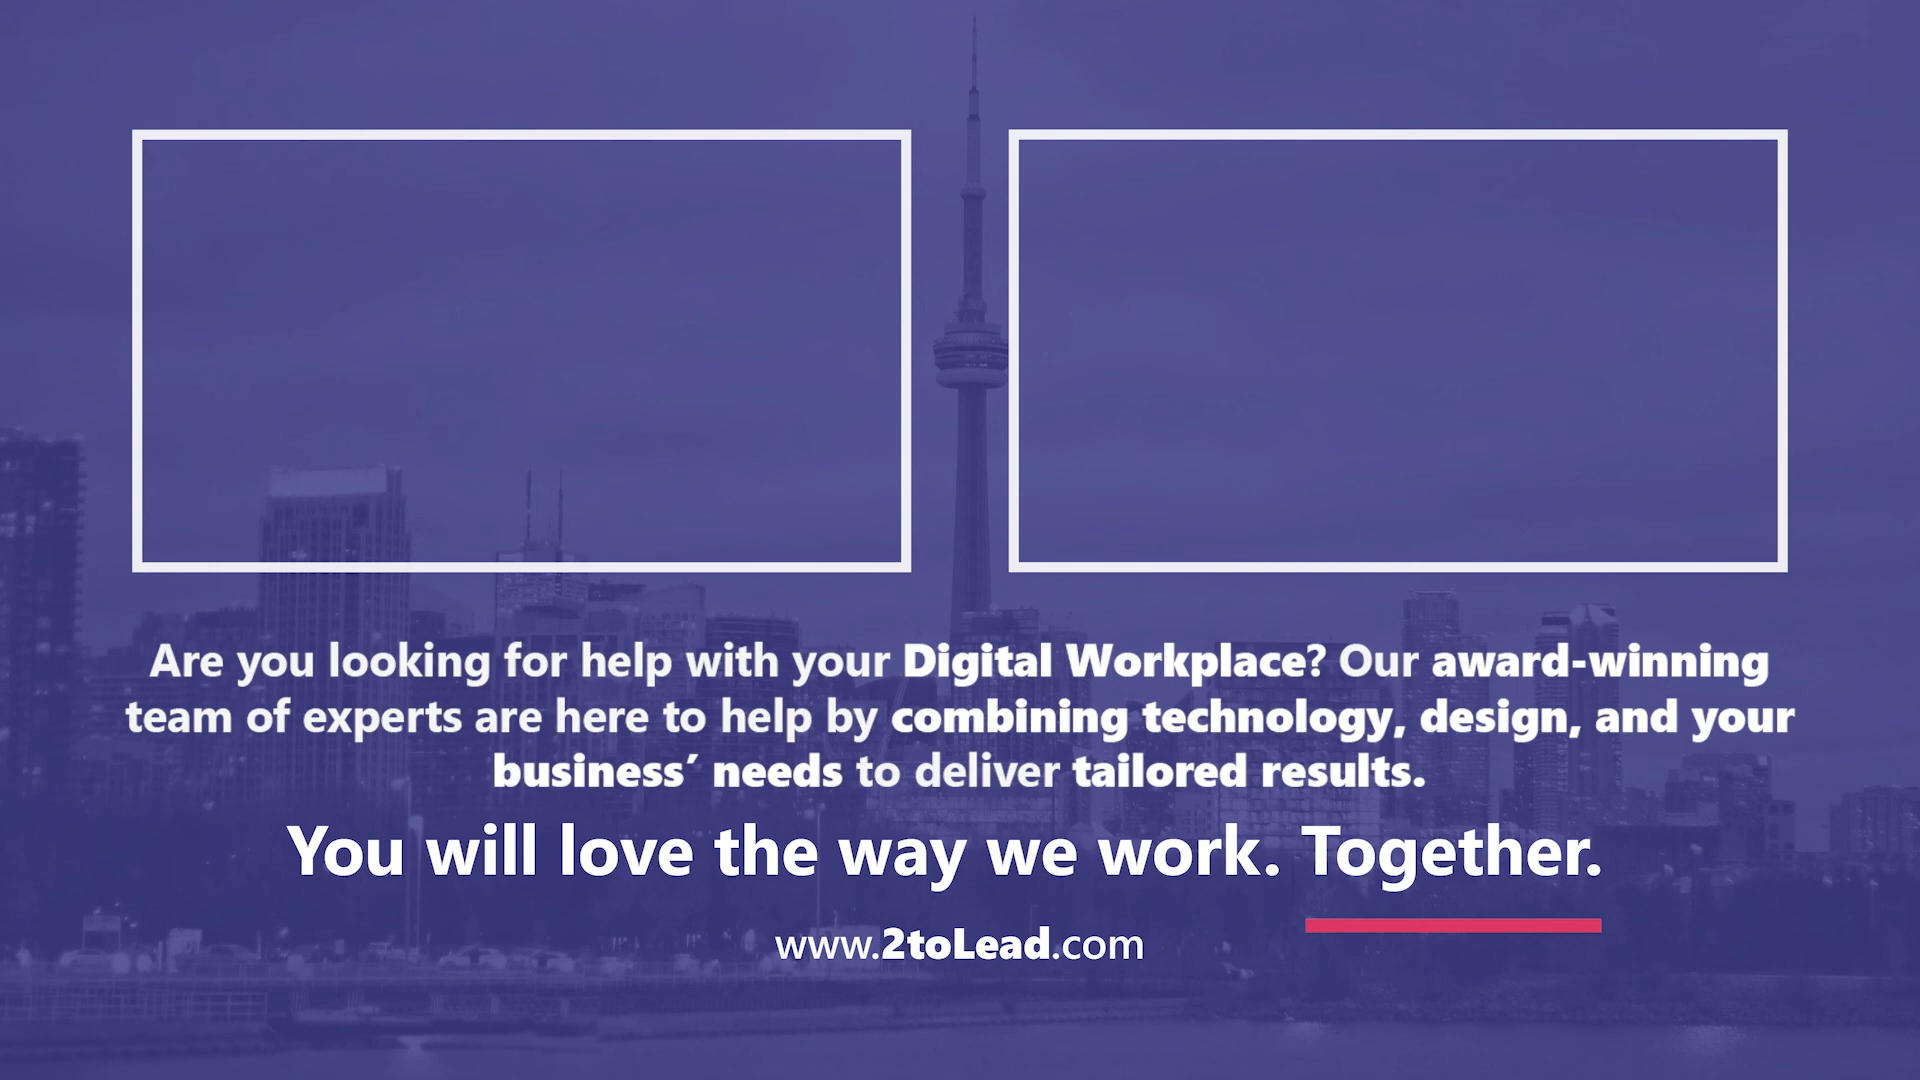 Are you looking for help with your Digital Workplace? Our award-winning
team of experts are here to help by combining technology, design, and your
business’ needs to deliver tailored results.
You will love the way we work. Together.
www.2toLead.com